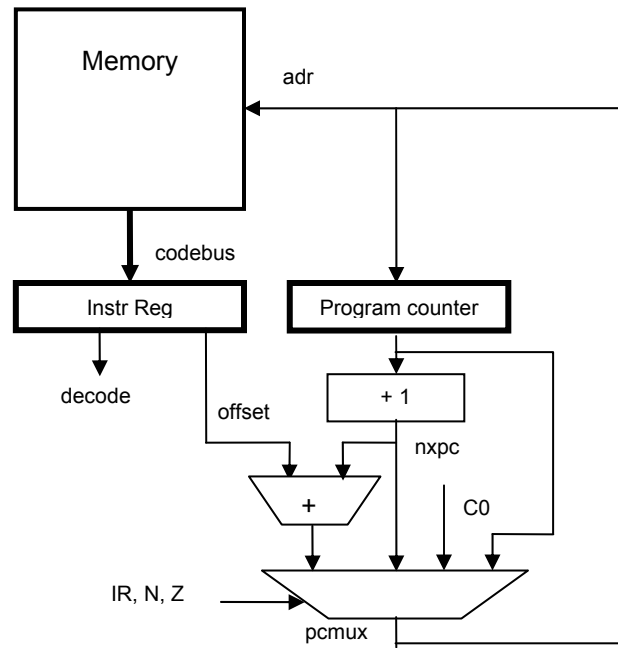 Memory
adr
codebus
Instr Reg
Program counter
decode
+ 1
offset
nxpc
+
C0
IR, N, Z
pcmux